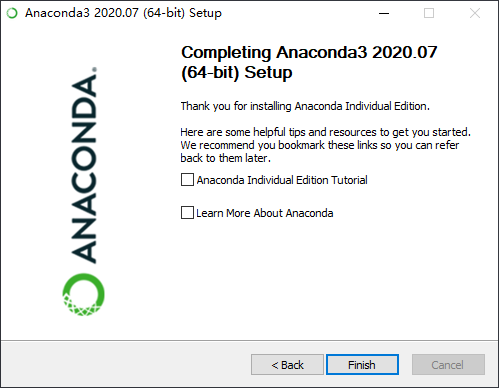 Anaconda3 2020.07 (64-bit) Setup
ANACONDA.
Completing Anaconda3 2020.07
(64-bit) Setup
Thank you for installing Anaconda Individual Edition.
Here are some helpful tips and resources to get you started.
We recommend you bookmark these links so you can refer
back to them later.
Anaconda Individual Edition Tutorial
Learn More About Anaconda
< Back
Finish
Cancel